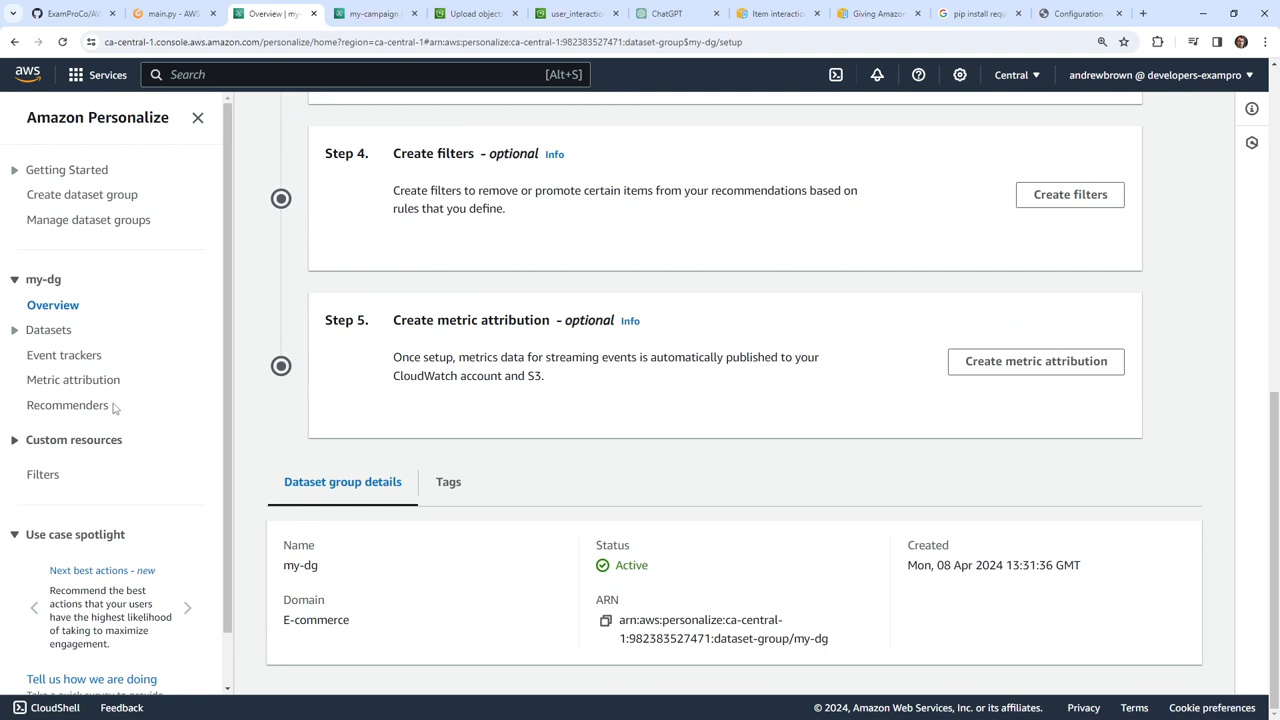 ExamProCo/AW
main.py - AWS
Overview | my-
my-campaign |
Upload object
user_interactio
ChatGPT
Item interactio
Giving Amazon
pip install requ
Configuration
ca-central-1.console.aws.amazon.com/personalize/home?region=ca-central-1#arn:aws:personalize:ca-central-1:982383527471:dataset-group$my-dg/setup
aws
Services
Search
[Alt+S]
Central
andrewbrown @ developers-exampro
Amazon Personalize
Getting Started
Create dataset group
Manage dataset groups
my-dg
Overview
Datasets
Event trackers
Metric attribution
Recommenders
Custom resources
Filters
Use case spotlight
Next best actions - new
Recommend the best
actions that your users
have the highest likelihood
of taking to maximize
engagement.
Tell us how we are doing
Take a quick survey to provide
Step 4.
Create filters - optional Info
Create filters to remove or promote certain items from your recommendations based on
rules that you define.
Create filters
Step 5.
Create metric attribution - optional Info
Once setup, metrics data for streaming events is automatically published to your
CloudWatch account and S3.
Create metric attribution
Dataset group details
Tags
Name
my-dg
Domain
E-commerce
Status
Active
ARN
arn:aws:personalize:ca-central-
1:982383527471:dataset-group/my-dg
Created
Mon, 08 Apr 2024 13:31:36 GMT
CloudShell
Feedback
© 2024, Amazon Web Services, Inc. or its affiliates.
Privacy
Terms
Cookie preferences